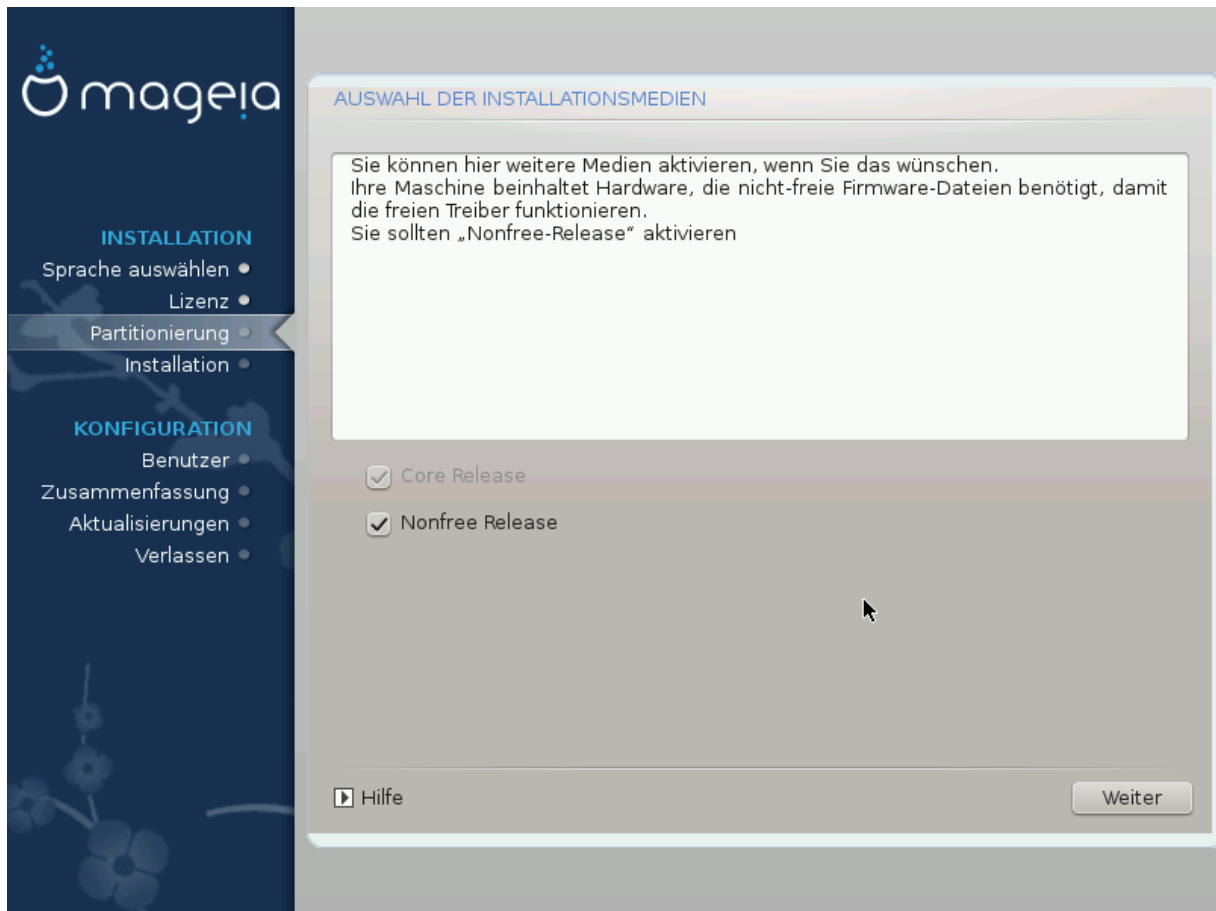 mageia
INSTALLATION
Sprache auswählen
Lizenz
Partitionierung
Installation
KONFIGURATION
Benutzer
Zusammenfassung
Aktualisierungen
Verlassen
AUSWAHL DER INSTALLATIONSMEDIEN
Sie können hier weitere Medien aktivieren, wenn Sie das wünschen.
Ihre Maschine beinhaltet Hardware, die nicht-freie Firmware-Dateien benötigt, damit
die freien Treiber funktionieren.
Sie sollten „Nonfree-Release“ aktivieren
Core Release
Nonfree Release
Hilfe
Weiter